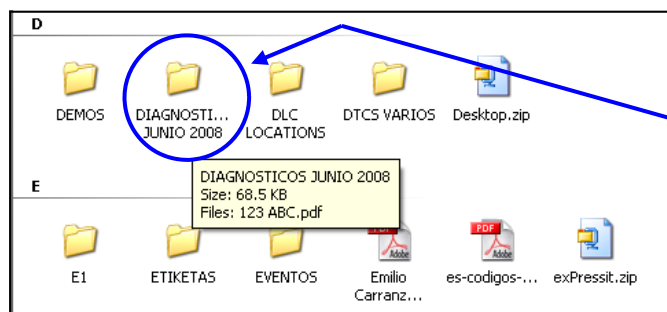 D
DEMOS
DIAGNOSTI...
JUNIO 2008
DLC
LOCATIONS
DTCS VARIOS
Desktop.zip
DIAGNOSTICOS JUNIO 2008
Size: 68.5 KB
Files: 123 ABC.pdf
E
PDF
Adobe
PDF
Adobe
E1
ETIKETAS
EVENTOS
Emilio
Carranz...
es-codigos-...
exPressit.zip